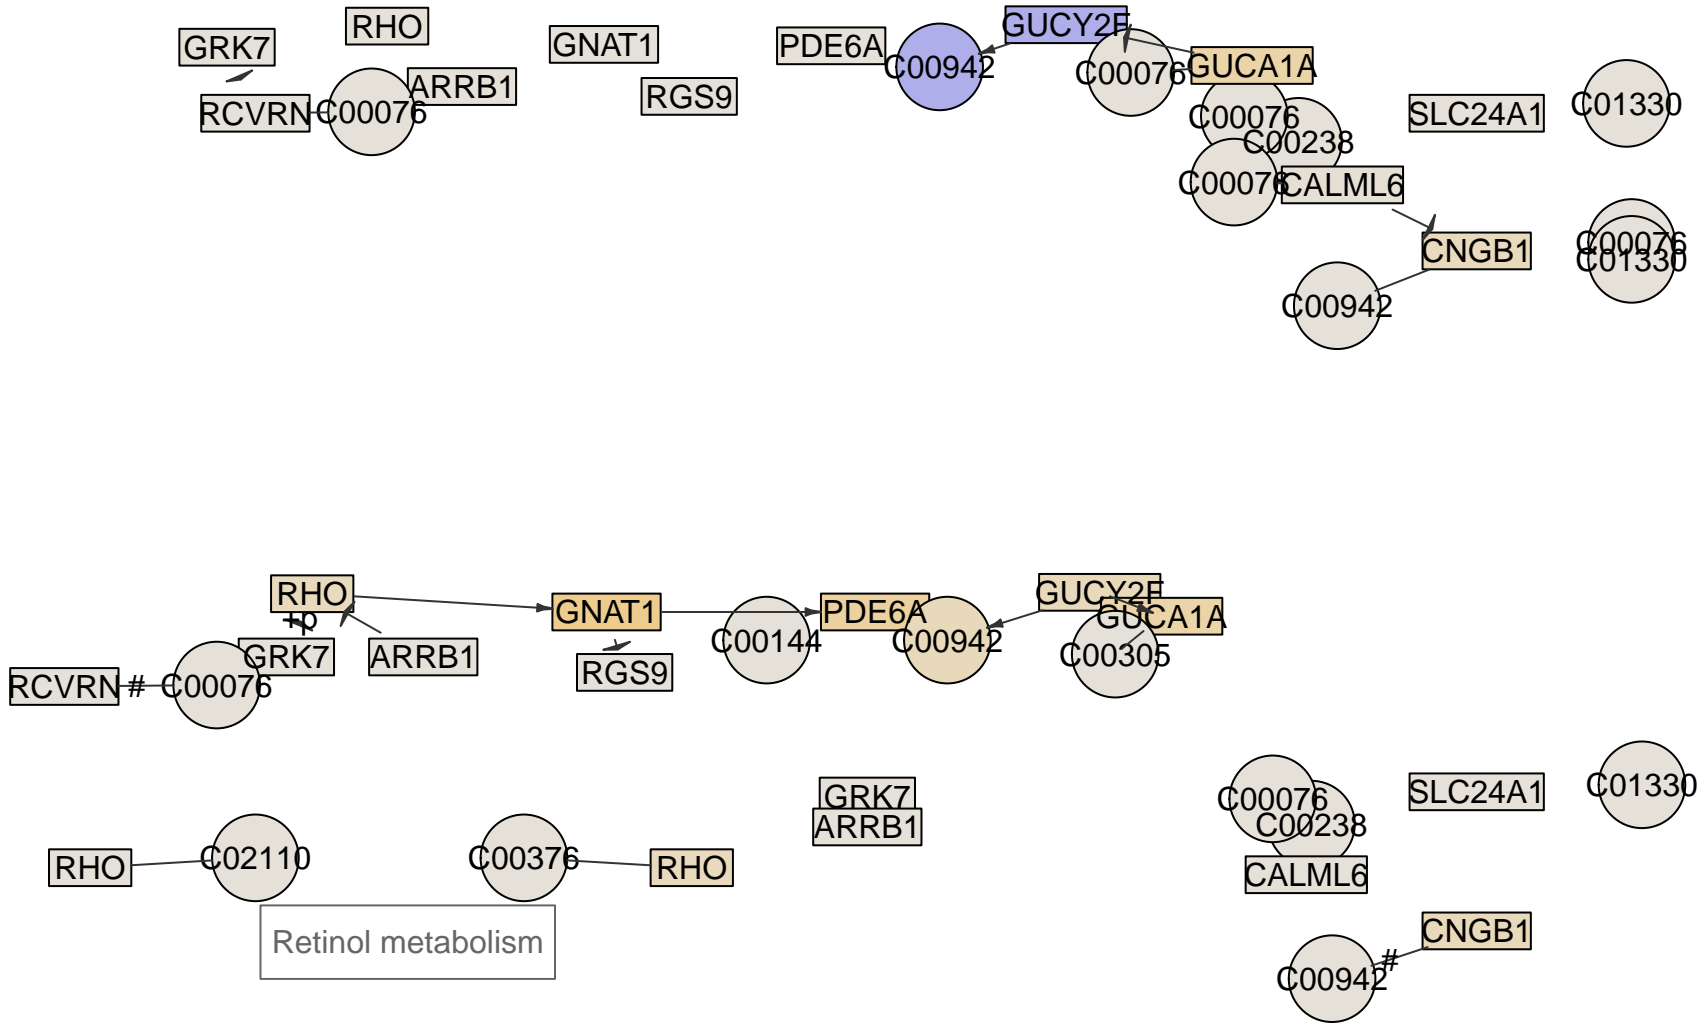 RHO
GRK7
GNAT1
PDE6A
GUCY2F
C00942
C00076
GUCA1A
ARRB1
RGS9
RCVRN
C00076
C00076
C00238
SLC24A1
C01330
C00076
CALML6
CNGB1
C00076
C01330
C00942
RHO
+p
GNAT1
PDE6A
GUCY2F
GUCA1A
GRK7
ARRB1
RGS9
C00144
C00942
C00305
RCVRN
#
C00076
GRK7
ARRB1
C00076
C00238
SLC24A1
C01330
RHO
C02110
C00376
RHO
CALML6
Retinol metabolism
CNGB1
#
C00942